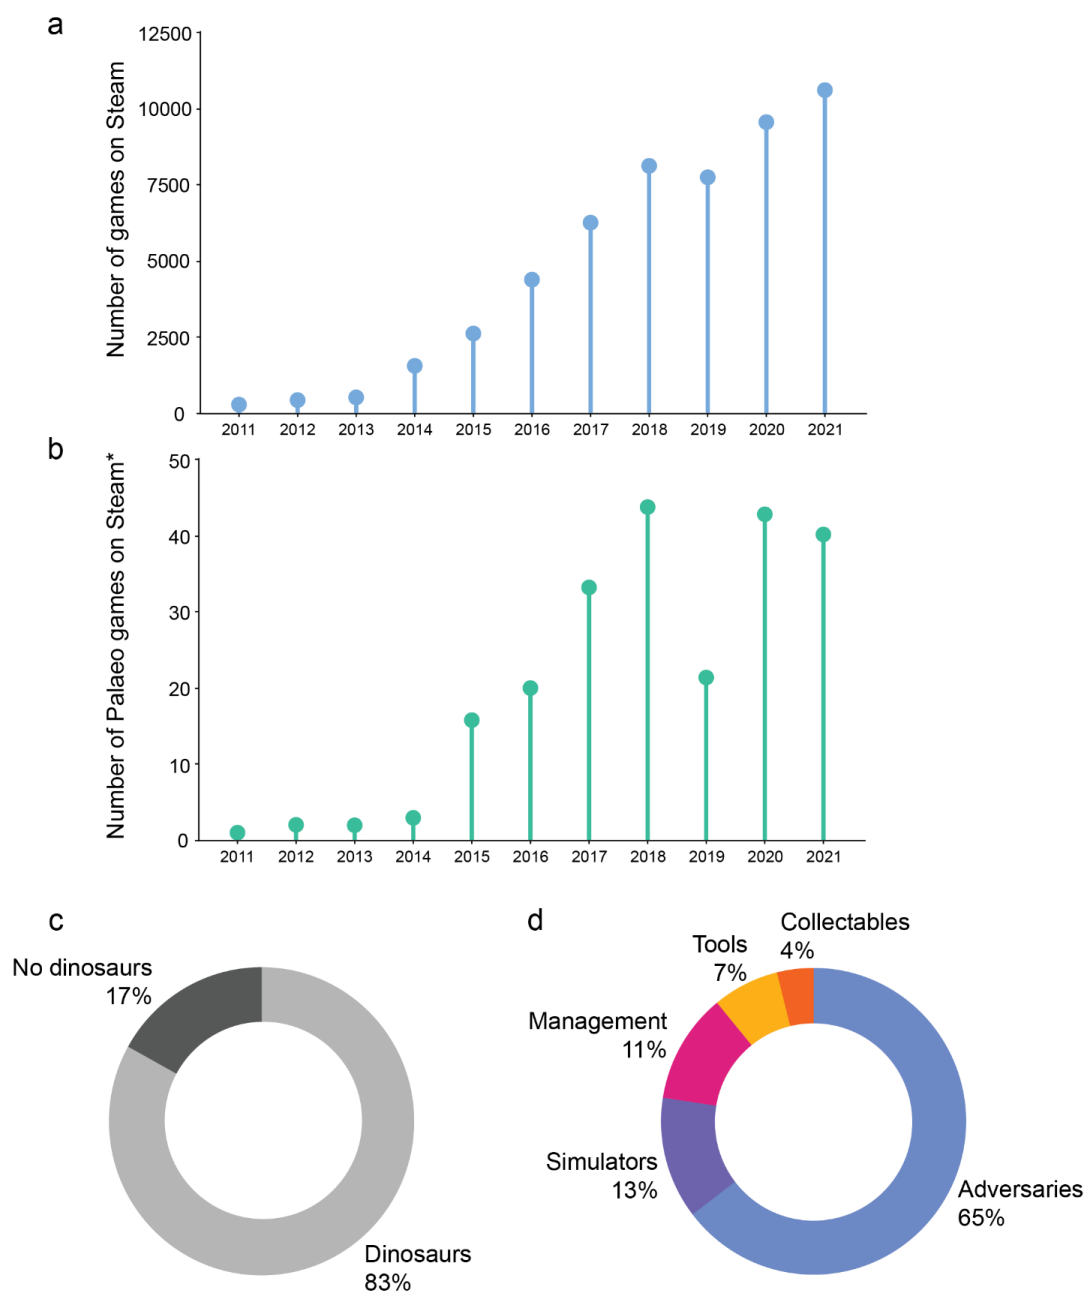 a
Number of games on Steam
12500
10000
7500
5000
2500
0
2011 2012 2013 2014 2015 2016 2017 2018 2019 2020 2021
b
Number of Palaeo games on Steam*
50
40
30
20
10
0
2011 2012 2013 2014 2015 2016 2017 2018 2019 2020 2021
c
No dinosaurs
17%
Dinosaurs
83%
d
Collectables
4%
Tools
7%
Management
11%
Simulators
13%
Adversaries
65%